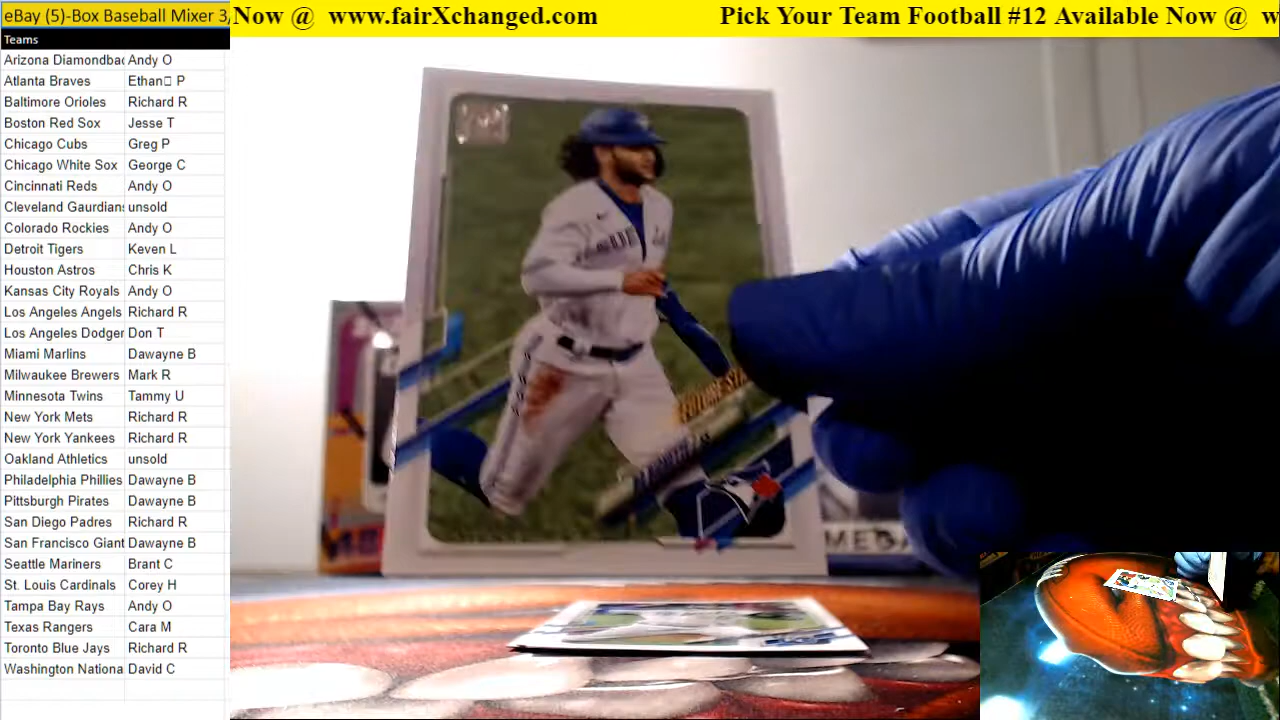 eBay (5)-Box Baseball Mixer 3/
Now @ www.fairXchanged.com Pick Your Team Football #12 Available Now @ w
Teams
Arizona Diamondbac Andy O
Atlanta Braves Ethan□ P
Baltimore Orioles Richard R
Boston Red Sox Jesse T
Chicago Cubs Greg P
Chicago White Sox George C
Cincinnati Reds Andy O
Cleveland Gaurdians unsold
Colorado Rockies Andy O
Detroit Tigers Keven L
Houston Astros Chris K
Kansas City Royals Andy O
Los Angeles Angels Richard R
Los Angeles Dodger Don T
Miami Marlins Dawayne B
Milwaukee Brewers Mark R
Minnesota Twins Tammy U
New York Mets Richard R
New York Yankees Richard R
Oakland Athletics unsold
Philadelphia Phillies Dawayne B
Pittsburgh Pirates Dawayne B
San Diego Padres Richard R
San Francisco Giant Dawayne B
Seattle Mariners Brant C
St. Louis Cardinals Corey H
Tampa Bay Rays Andy O
Texas Rangers Cara M
Toronto Blue Jays Richard R
Washington Nationa David C
FUTURE STA
MEGA